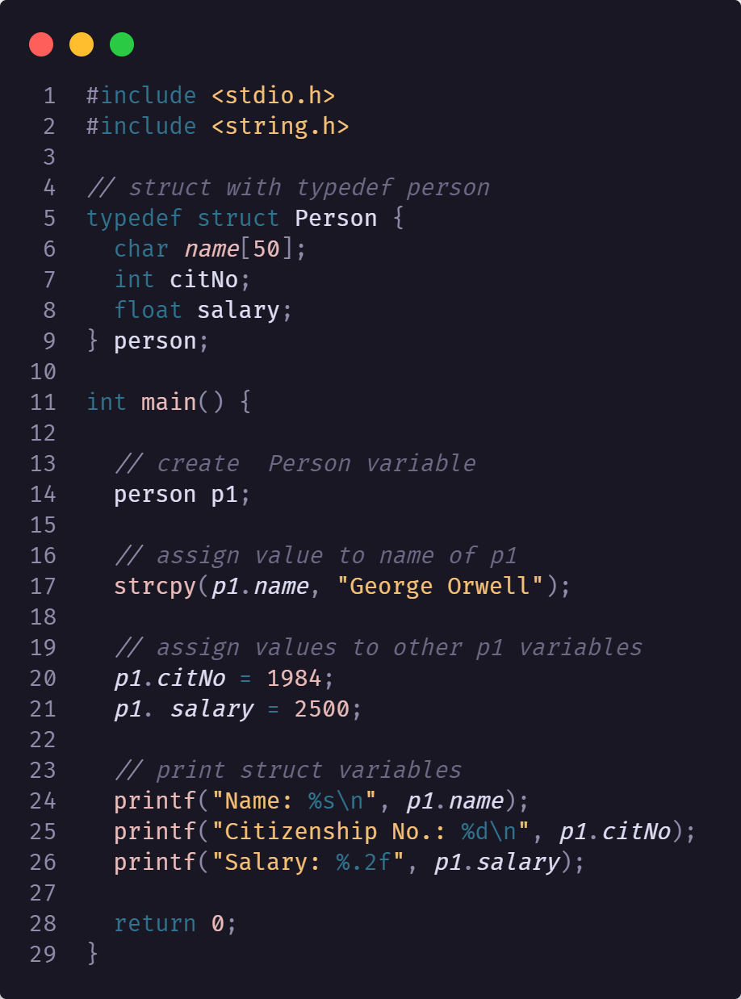 1 #include <stdio.h>
2 #include <string.h>
3
4 // struct with typedef person
5 typedef struct Person {
6   char name[50];
7   int citNo;
8   float salary;
9 } person;
10
11 int main() {
12
13   // create  Person variable
14   person p1;
15
16   // assign value to name of p1
17   strcpy(p1.name, "George Orwell");
18
19   // assign values to other p1 variables
20   p1.citNo = 1984;
21   p1. salary = 2500;
22
23   // print struct variables
24   printf("Name: %s\n", p1.name);
25   printf("Citizenship No.: %d\n", p1.citNo);
26   printf("Salary: %.2f", p1.salary);
27
28   return 0;
29 }